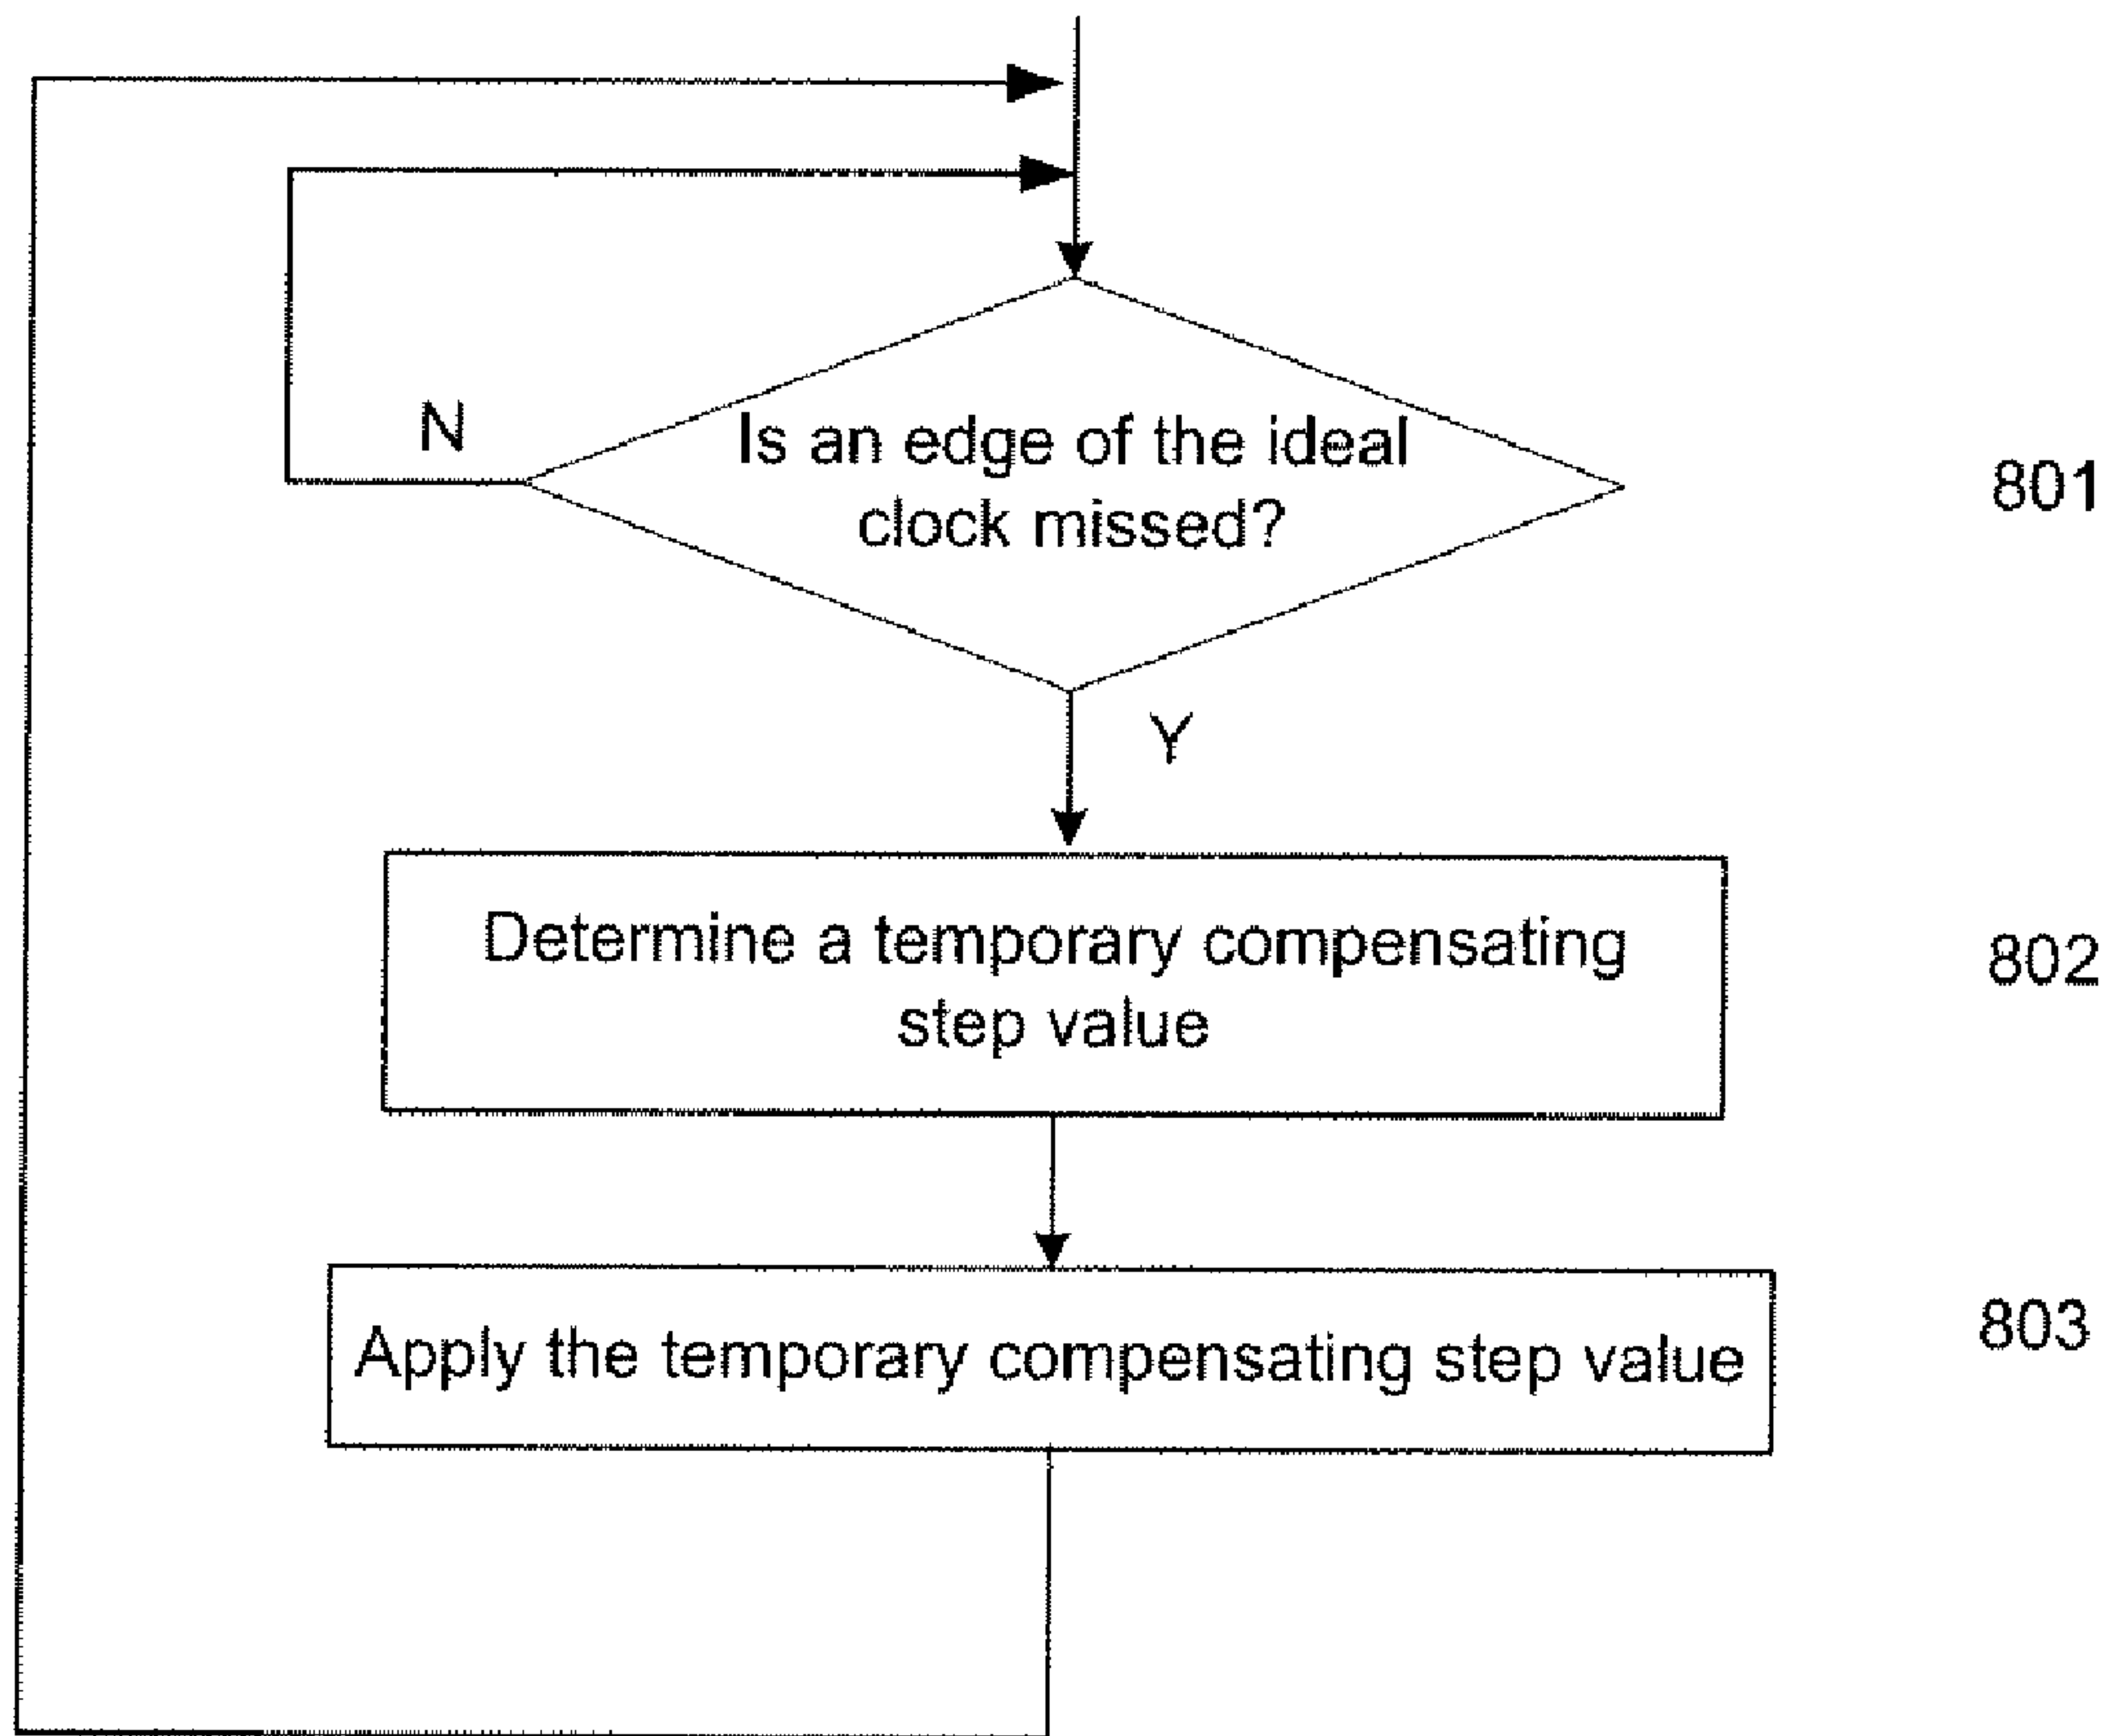 N
Is an edge of the ideal
clock missed?
801
Y
Determine a temporary compensating
step value
802
Apply the temporary compensating step value
803